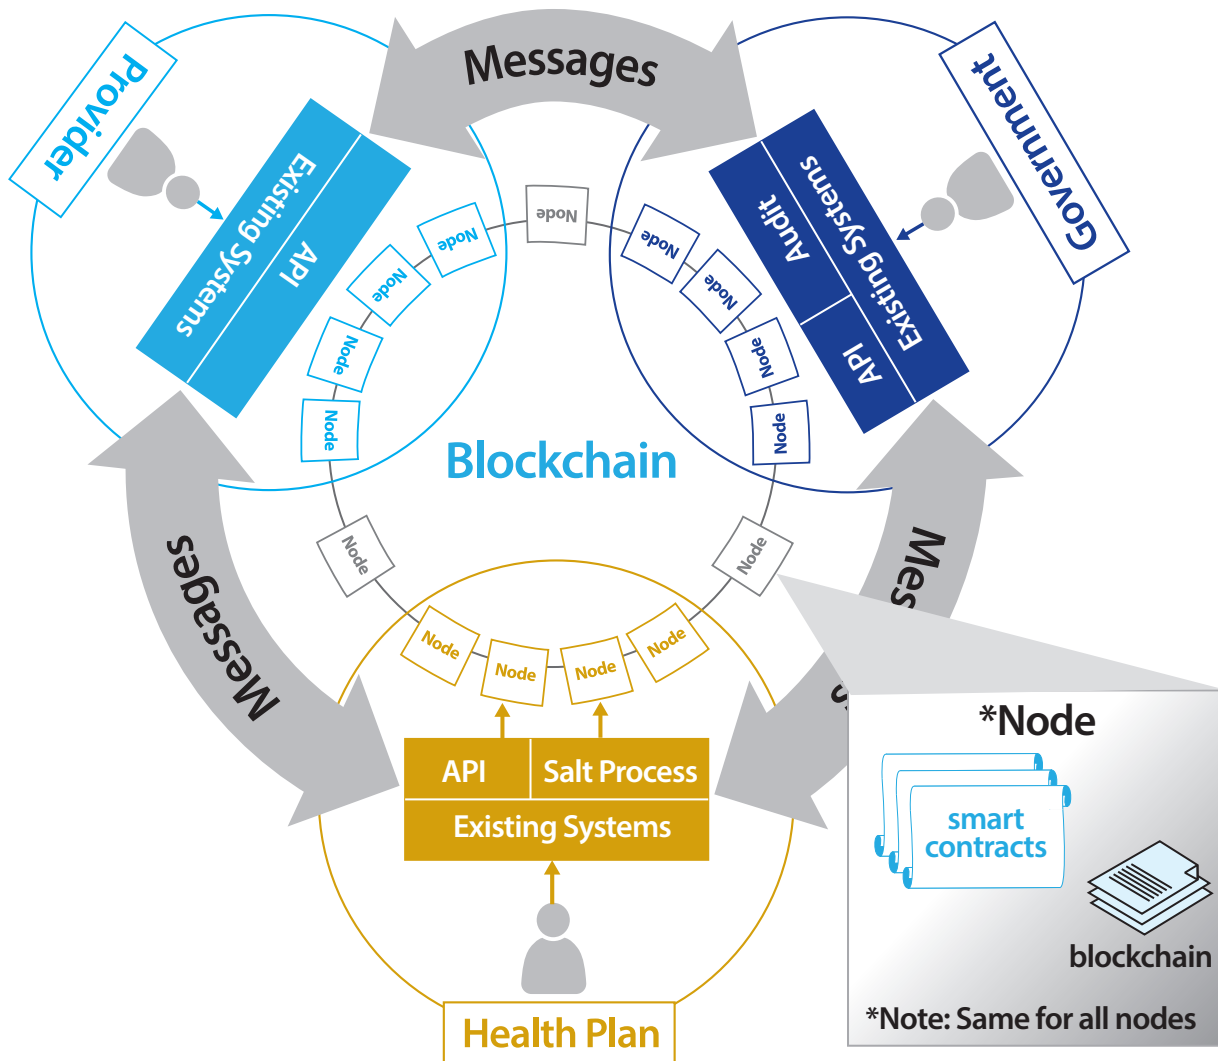 Messages
Provider
Existing Systems
API
Government
Existing Systems
Audit
API
Node
Node
Node
Node
Node
Node
Node
Node
Node
Blockchain
Node
Node
Node
Node
Node
Node
Messages
Mes
s
API
Salt Process
Existing Systems
Health Plan
*Node
smart
contracts
blockchain
*Note: Same for all nodes